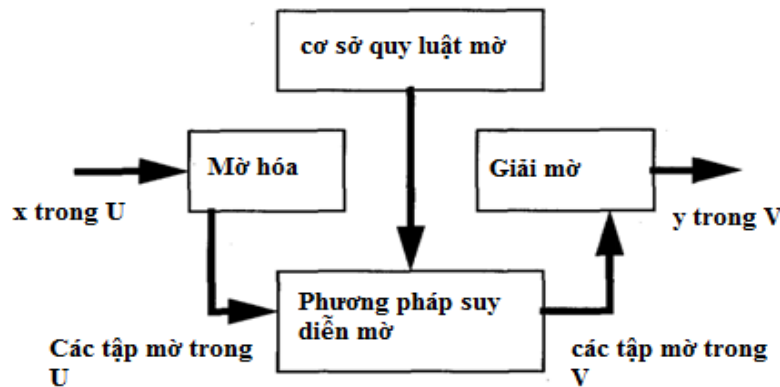 cơ sở quy luật mờ
Mờ hóa
Giải mờ
x trong U
y trong V
Phương pháp suy
diễn mờ
Các tập mờ trong
U
các tập mờ trong
V